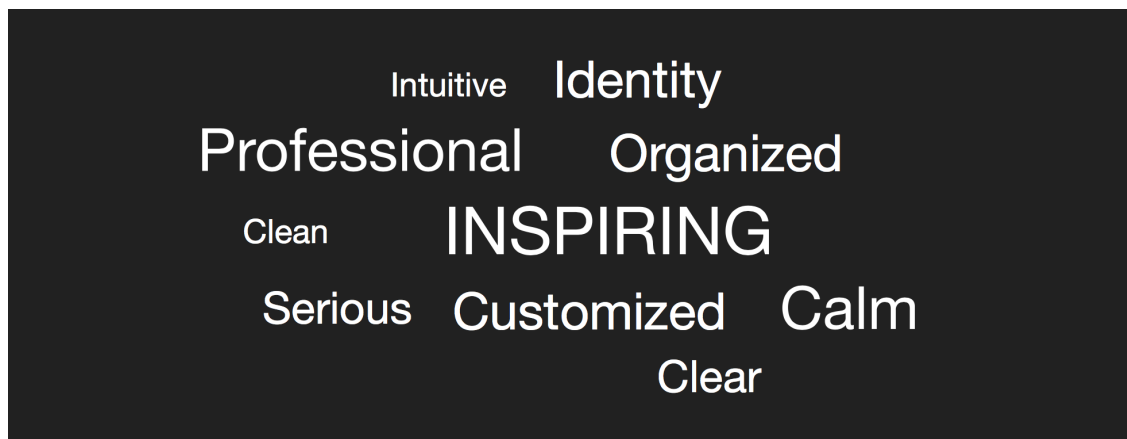 Intuitive Identity
Professional Organized
Clean INSPIRING
Serious Customized Calm
Clear